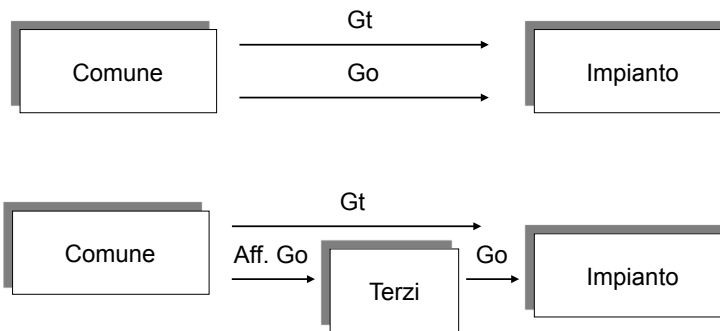 Gt
Comune
Impianto
Go
Gt
Comune
Aff. Go
Go
Impianto
Terzi